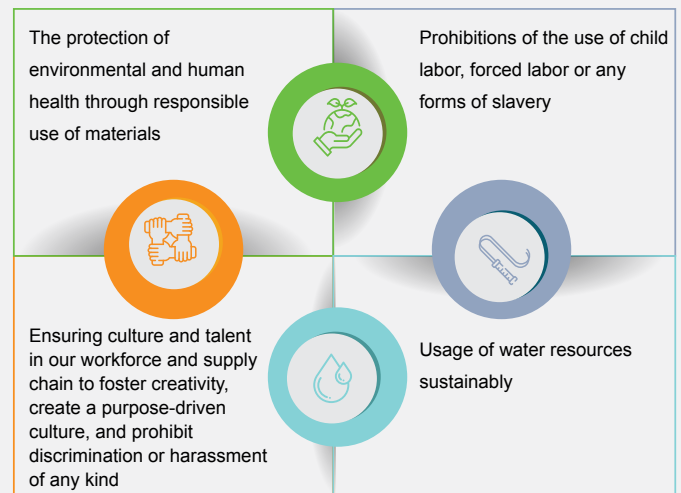 The protection of
environmental and human
health through responsible
use of materials
Prohibitions of the use of child
labor, forced labor or any
forms of slavery
Ensuring culture and talent
in our workforce and supply
chain to foster creativity,
create a purpose-driven
culture, and prohibit
discrimination or harassment
of any kind
Usage of water resources
sustainably